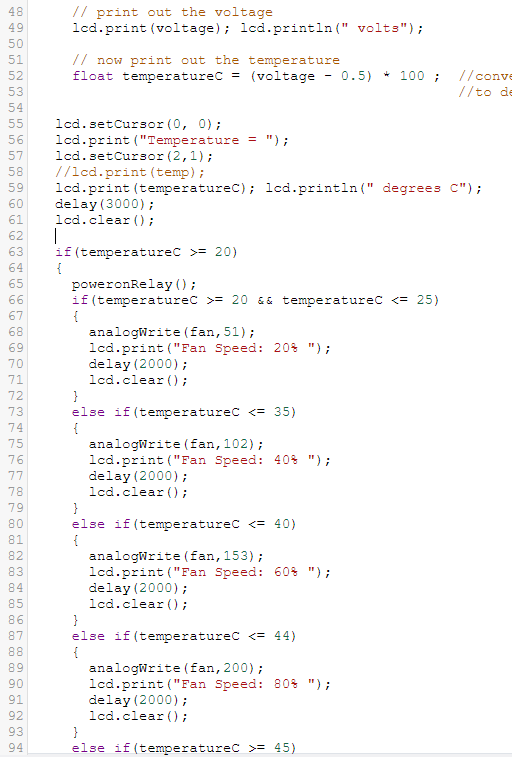 48 // print out the voltage
49 lcd.print(voltage); lcd.println(" volts");
50
51 // now print out the temperature
52 float temperatureC = (voltage - 0.5) * 100 ; //conve
53 //to de
54
55 lcd.setCursor(0, 0);
56 lcd.print("Temperature = ");
57 lcd.setCursor(2,1);
58 //lcd.print(temp);
59 lcd.print(temperatureC); lcd.println(" degrees C");
60 delay(3000);
61 lcd.clear();
62
63 if(temperatureC >= 20)
64 {
65 poweronRelay();
66 if(temperatureC >= 20 && temperatureC <= 25)
67 {
68 analogWrite(fan,51);
69 lcd.print("Fan Speed: 20% ");
70 delay(2000);
71 lcd.clear();
72 }
73 else if(temperatureC <= 35)
74 {
75 analogWrite(fan,102);
76 lcd.print("Fan Speed: 40% ");
77 delay(2000);
78 lcd.clear();
79 }
80 else if(temperatureC <= 40)
81 {
82 analogWrite(fan,153);
83 lcd.print("Fan Speed: 60% ");
84 delay(2000);
85 lcd.clear();
86 }
87 else if(temperatureC <= 44)
88 {
89 analogWrite(fan,200);
90 lcd.print("Fan Speed: 80% ");
91 delay(2000);
92 lcd.clear();
93 }
94 else if(temperatureC >= 45)